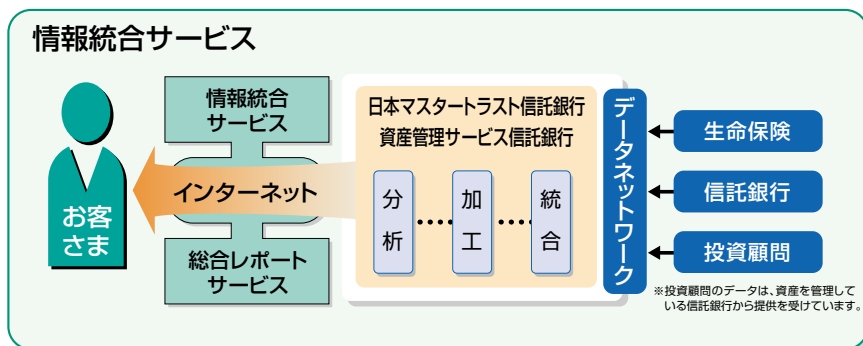 情報統合サービス
情報統合
サービス
インターネット
総合レポート
サービス
お客
さま
日本マスタートラスト信託銀行
資産管理サービス信託銀行
分析
加工
統合
データネットワーク
生命保険
信託銀行
投資顧問
※投資顧問のデータは、資産を管理して
いる信託銀行から提供を受けています。